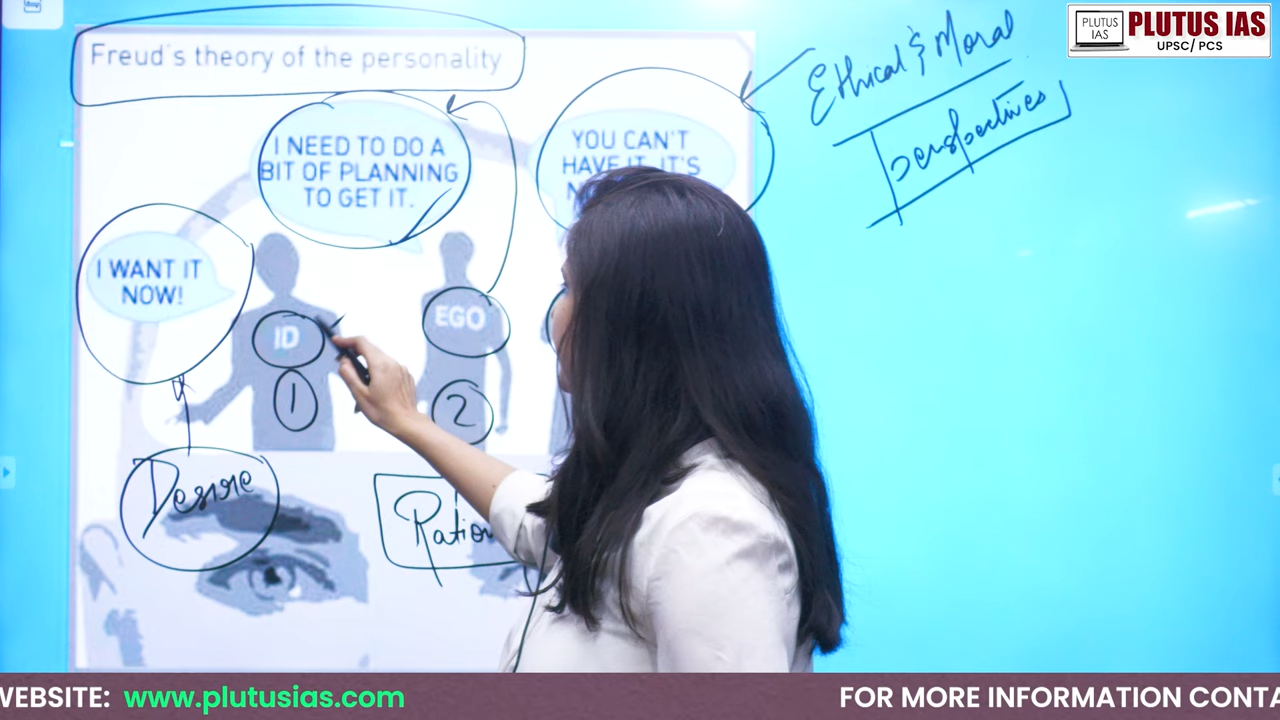 PLUTUS
IAS
PLUTUS IAS
UPSC/ PCS
Freud's theory of the personality
Ethical & Moral
Perspectives
I NEED TO DO A
BIT OF PLANNING
TO GET IT.
YOU CAN'T
HAVE IT. IT'S
I WANT IT
NOW!
ID
EGO
1
2
Desire
WEBSITE: www.plutusias.com
FOR MORE INFORMATION